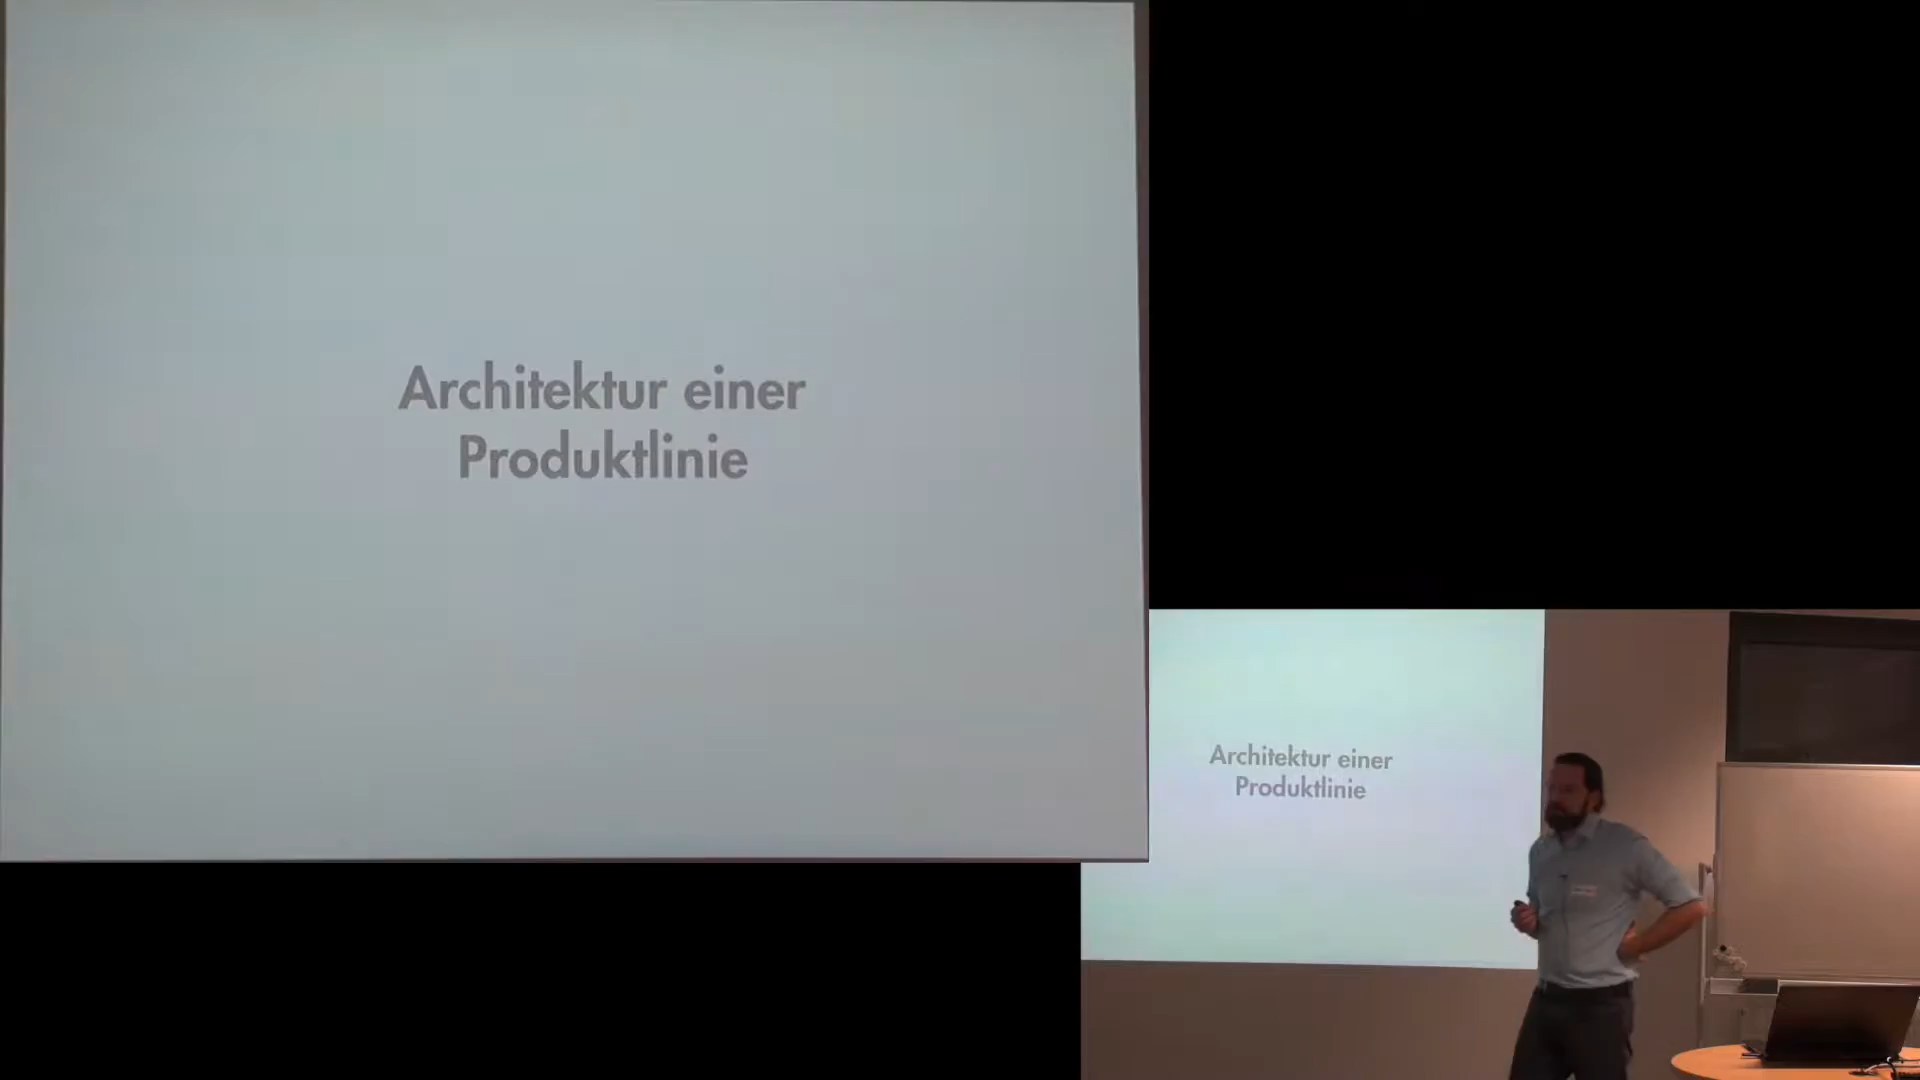 Architektur einer
Produktlinie
Architektur einer
Produktlinie